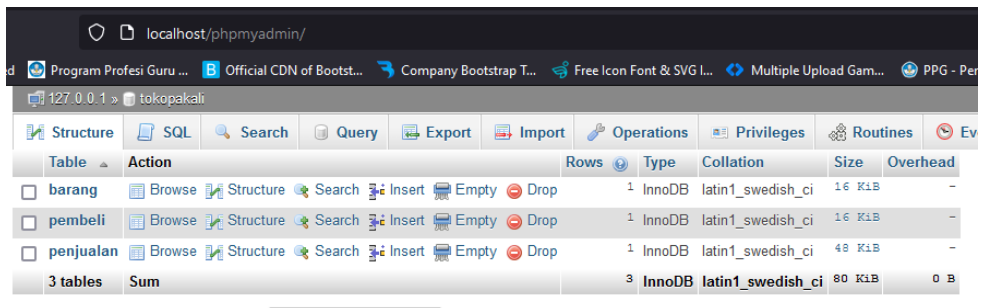 localhost/phpmyadmin/
ed Program Profesi Guru ... B Official CDN of Bootst... Company Bootstrap T... Free Icon Font & SVG I... Multiple Upload Gam... PPG - Per
127.0.0.1 » tokopakali
Structure SQL Search Query Export Import Operations Privileges Routines Ev
Table Action Rows Type Collation Size Overhead
barang Browse Structure Search Insert Empty Drop 1 InnoDB latin1_swedish_ci 16 KiB -
pembeli Browse Structure Search Insert Empty Drop 1 InnoDB latin1_swedish_ci 16 KiB -
penjualan Browse Structure Search Insert Empty Drop 1 InnoDB latin1_swedish_ci 48 KiB -
3 tables Sum 3 InnoDB latin1_swedish_ci 80 KiB 0 B